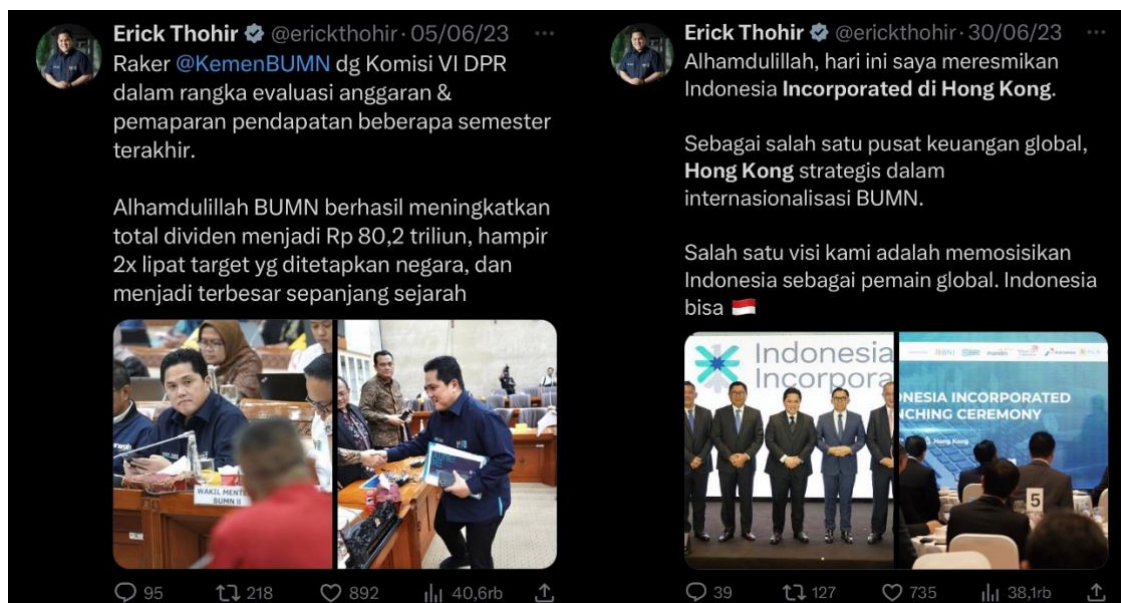 Erick Thohir @erickthohir · 05/06/23
Raker @KemenBUMN dg Komisi VI DPR
dalam rangka evaluasi anggaran &
pemaparan pendapatan beberapa semester
terakhir.
Alhamdulillah BUMN berhasil meningkatkan
total dividen menjadi Rp 80,2 triliun, hampir
2x lipat target yg ditetapkan negara, dan
menjadi terbesar sepanjang sejarah
WAKIL MENTE
BUMN II
95 218 892 40,6rb
Erick Thohir @erickthohir · 30/06/23
Alhamdulillah, hari ini saya meresmikan
Indonesia Incorporated di Hong Kong.
Sebagai salah satu pusat keuangan global,
Hong Kong strategis dalam
internasionalisasi BUMN.
Salah satu visi kami adalah memosisikan
Indonesia sebagai pemain global. Indonesia
bisa 🇮🇩
Indonesia
Incorpora
ONESIA INCORPORATED
NCHING CEREMONY
Hong Kong
5
39 127 735 38,1rb